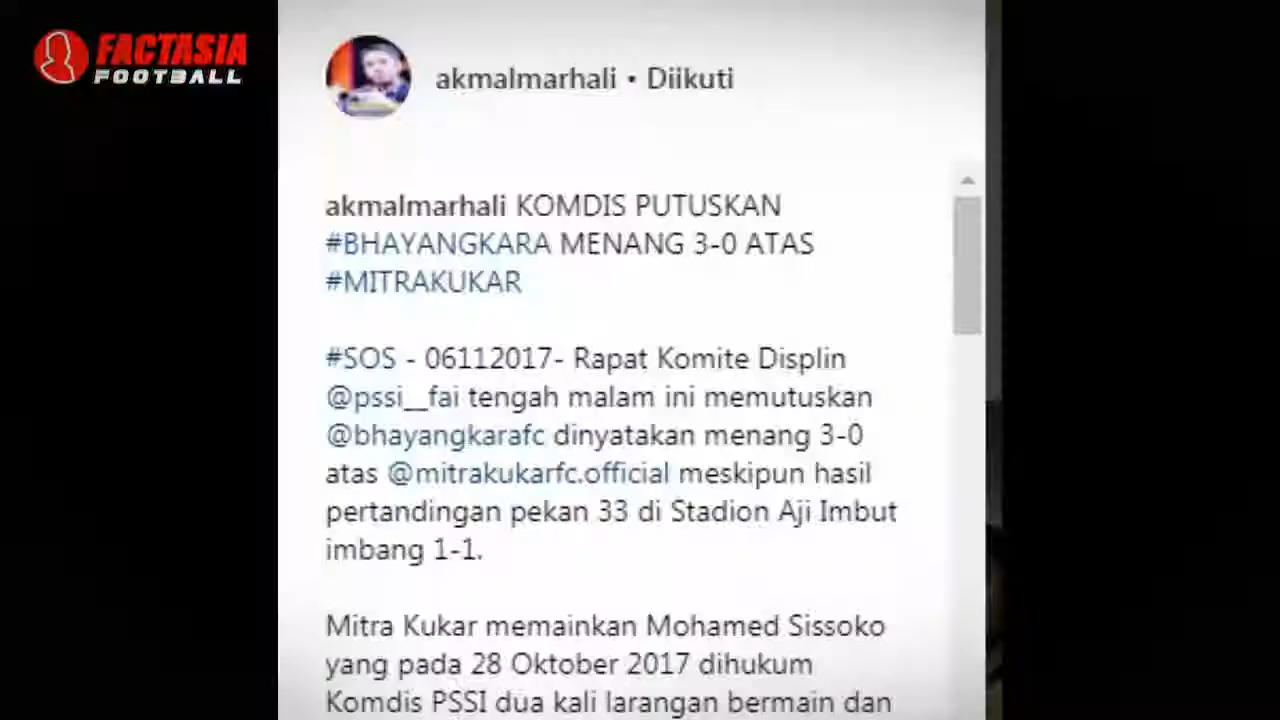 FACTASIA
FOOTBALL
akmalmarhali • Diikuti
akmalmarhali KOMDIS PUTUSKAN
#BHAYANGKARA MENANG 3-0 ATAS
#MITRAKUKAR
#SOS - 06112017- Rapat Komite Displin
@pssi__fai tengah malam ini memutuskan
@bhayangkarafc dinyatakan menang 3-0
atas @mitrakukarfc.official meskipun hasil
pertandingan pekan 33 di Stadion Aji Imbut
imbang 1-1.
Mitra Kukar memainkan Mohamed Sissoko
yang pada 28 Oktober 2017 dihukum
Komdis PSSI dua kali larangan bermain dan